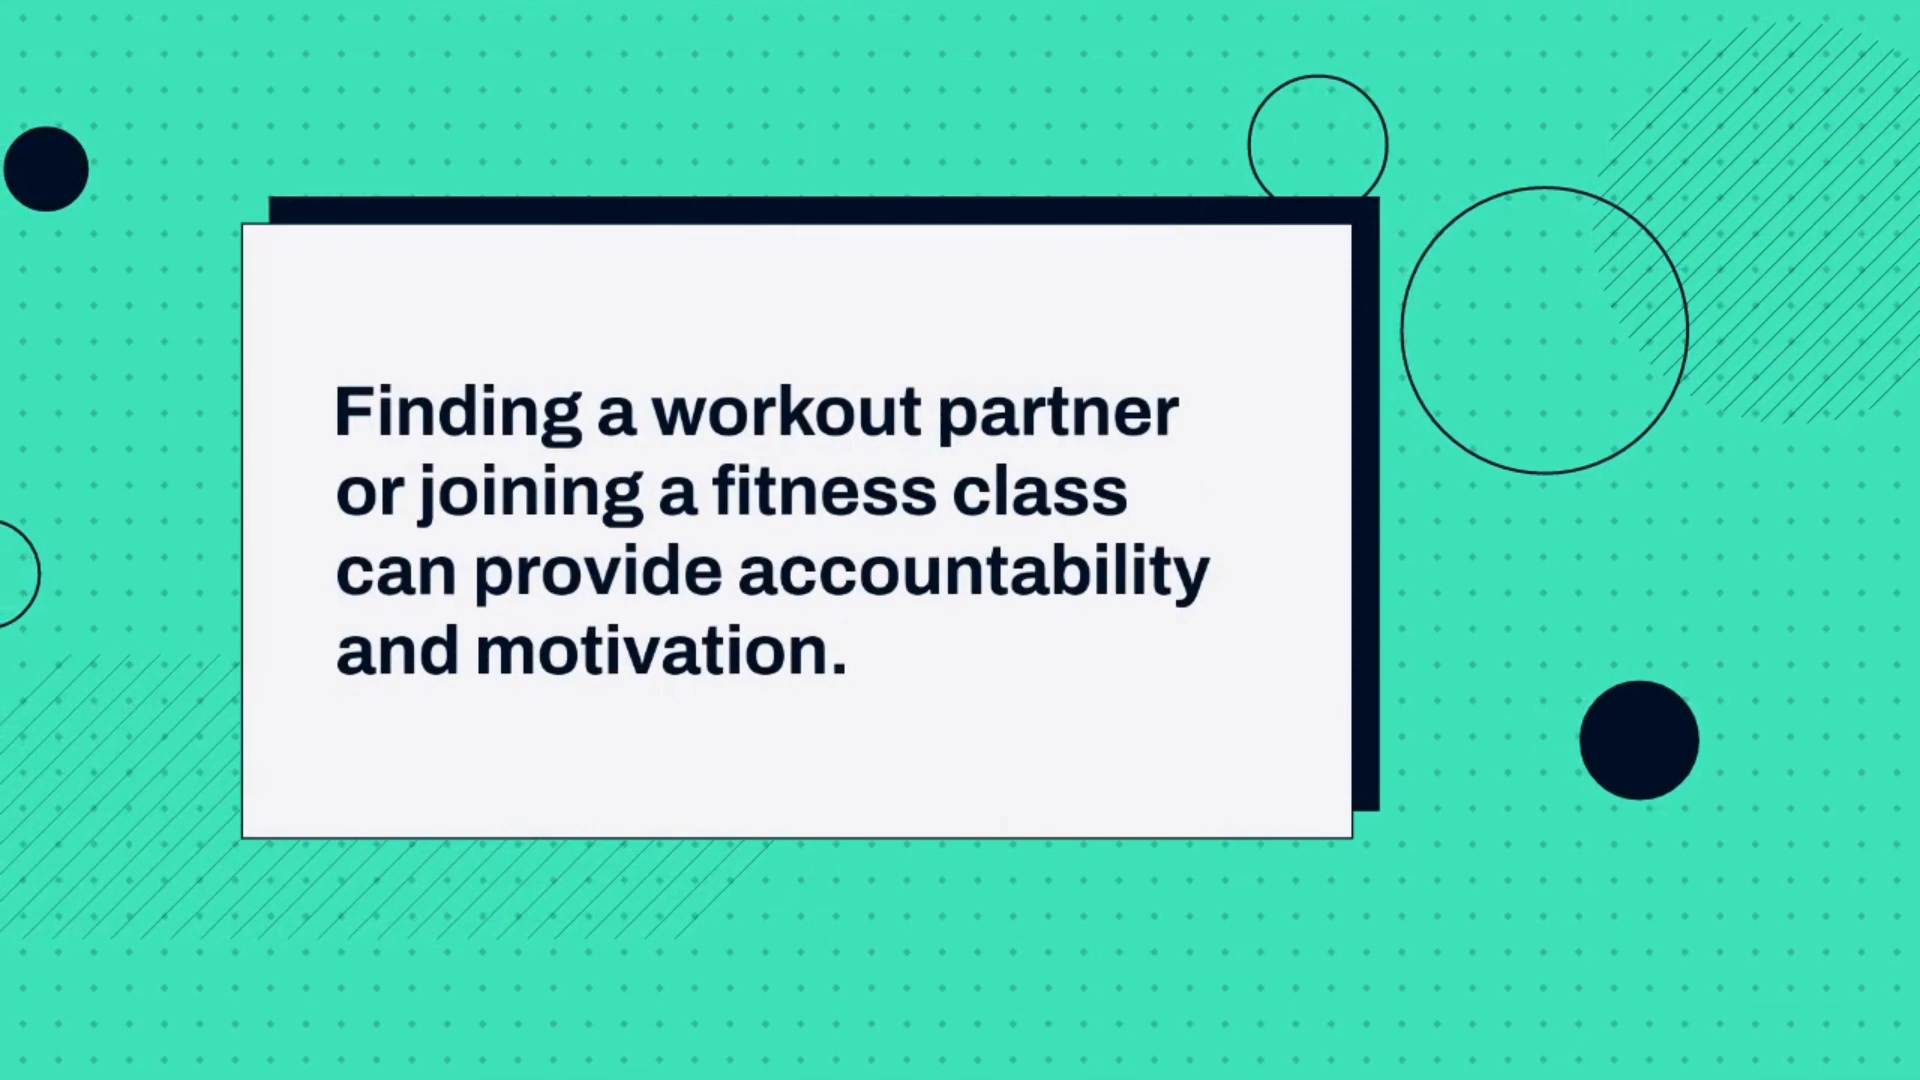 Finding a workout partner
or joining a fitness class
can provide accountability
and motivation.